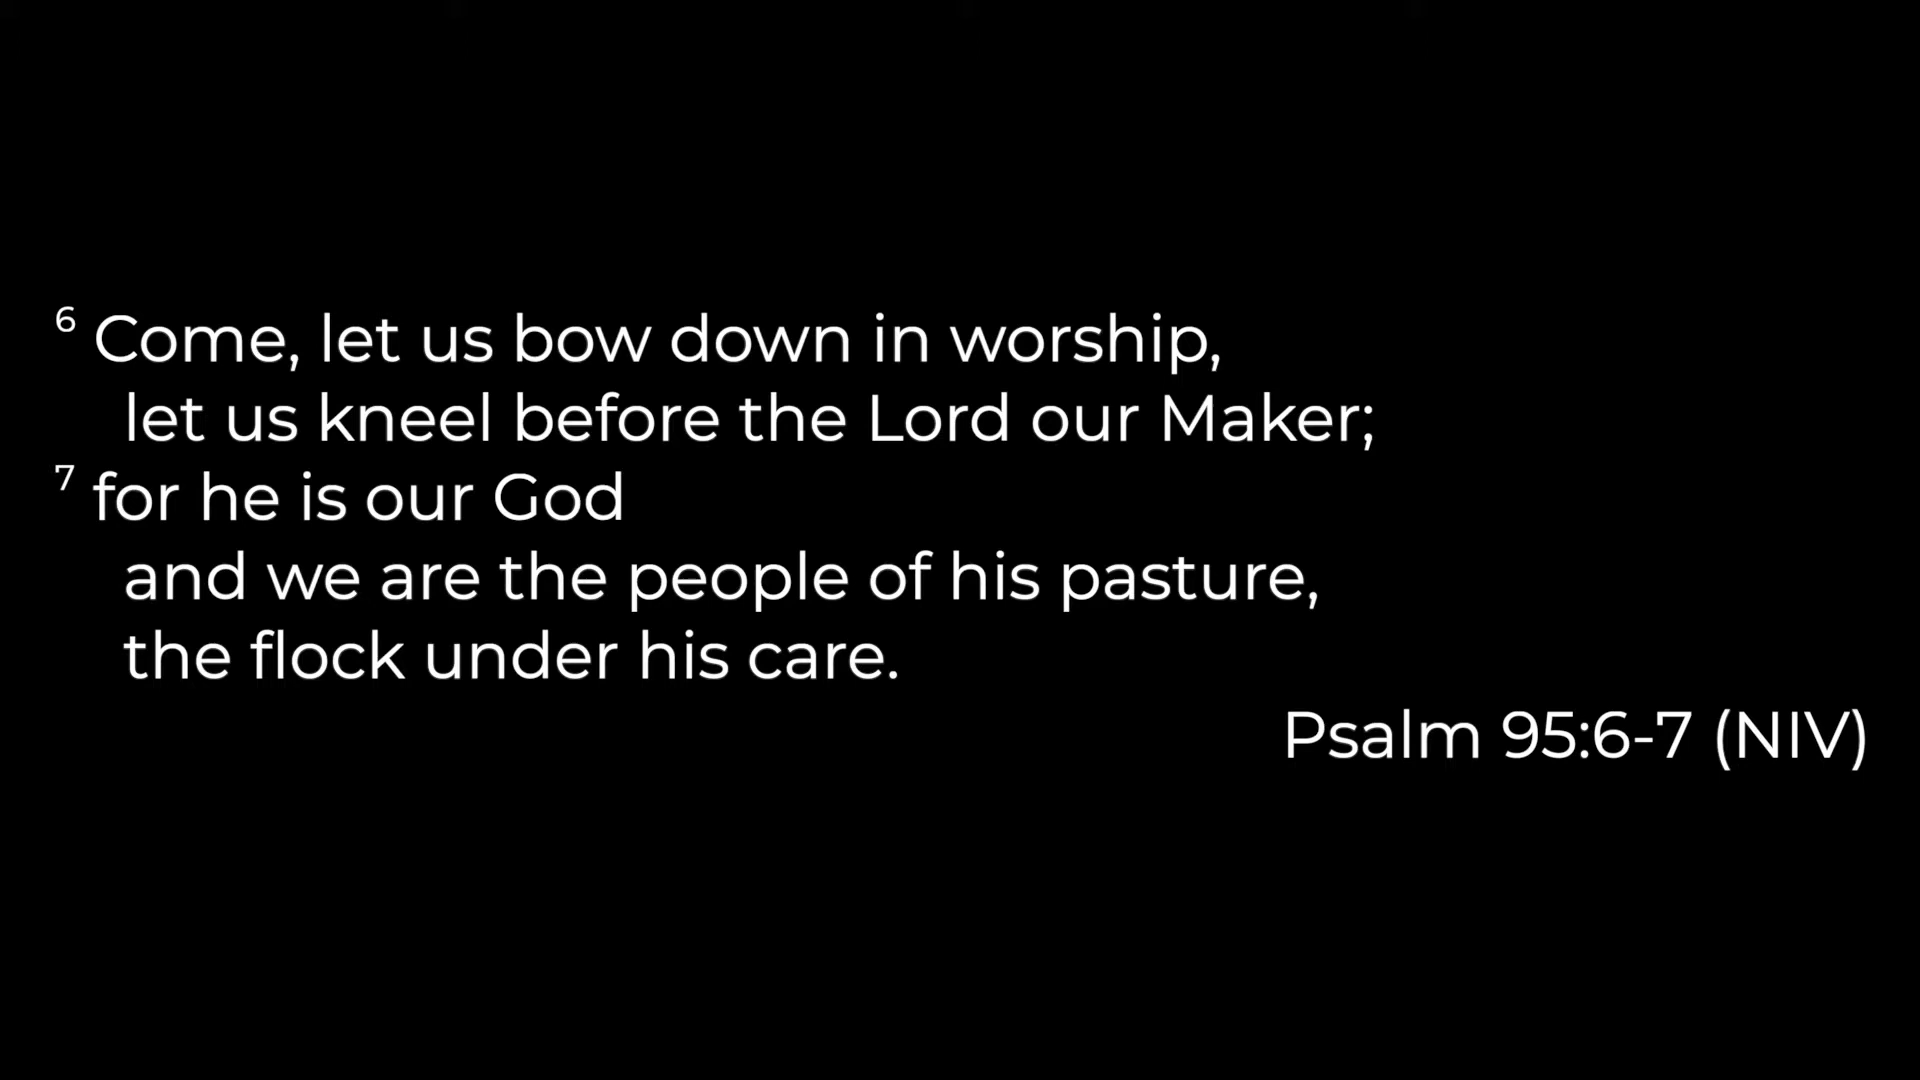 6 Come, let us bow down in worship,
let us kneel before the Lord our Maker;
7 for he is our God
and we are the people of his pasture,
the flock under his care.
Psalm 95:6-7 (NIV)